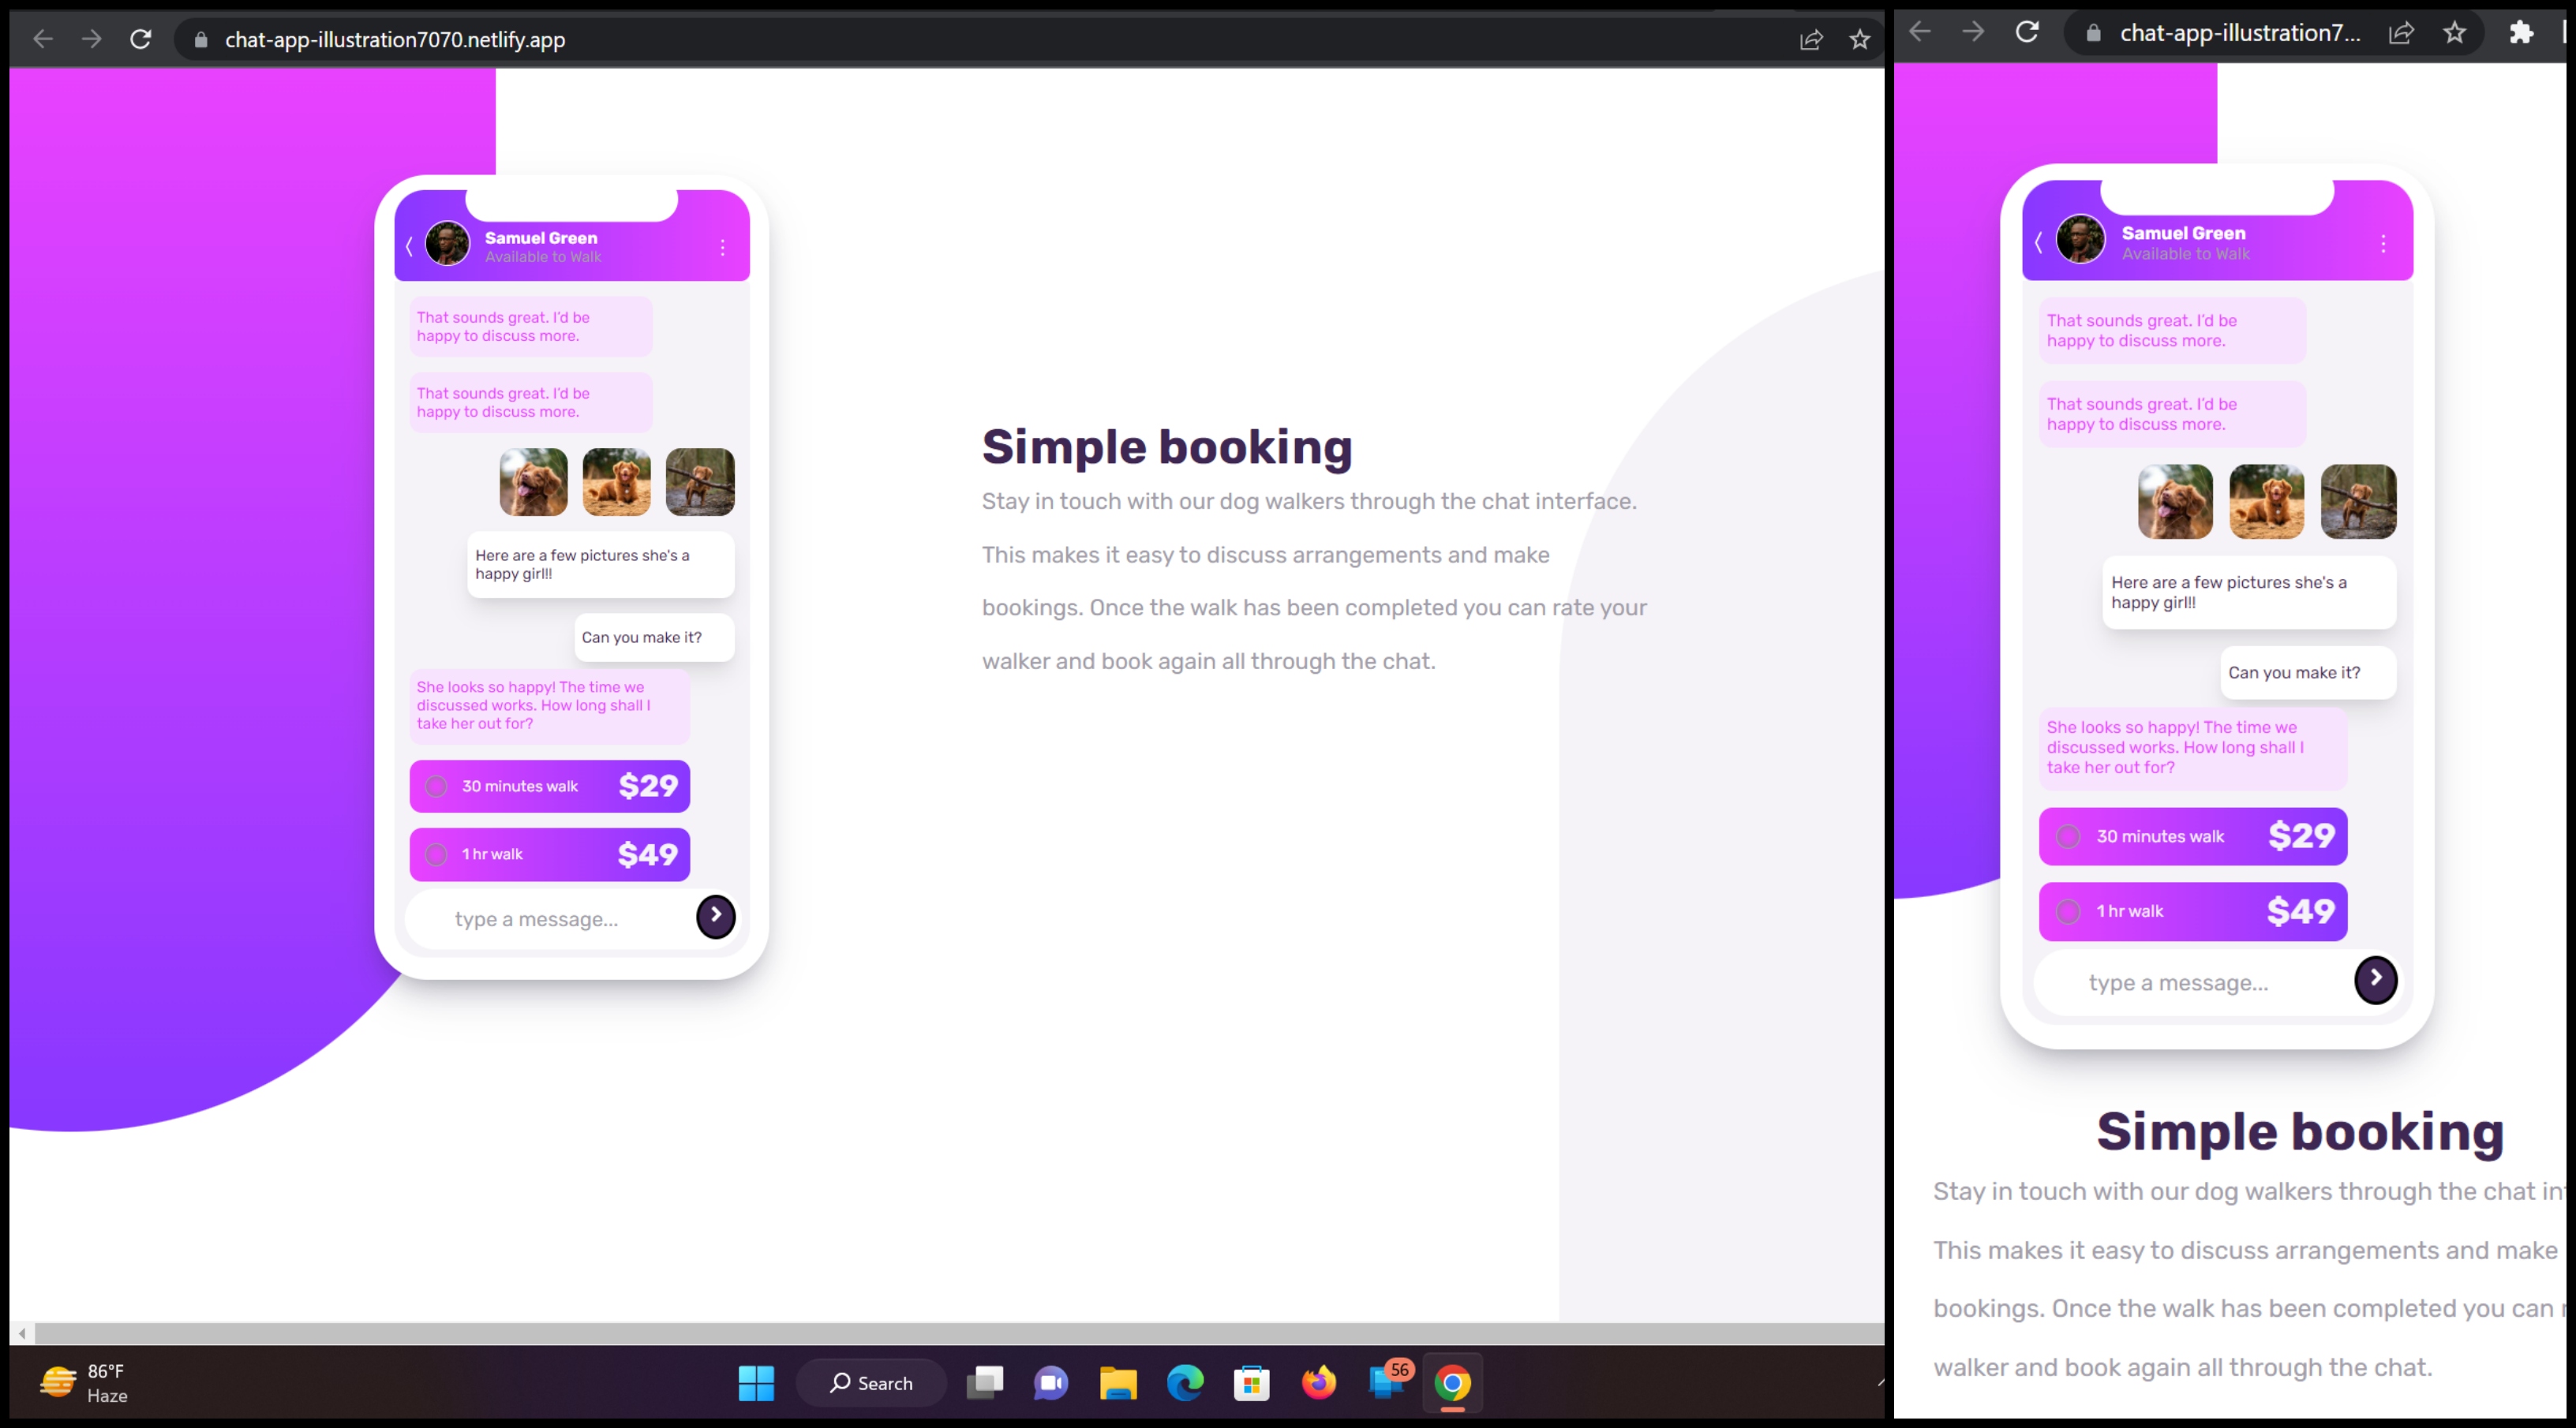 chat-app-illustration7070.netlify.app
Samuel Green
Available to Walk
That sounds great. I'd be
happy to discuss more.
That sounds great. I'd be
happy to discuss more.
Here are a few pictures she's a
happy girl!!
Can you make it?
She looks so happy! The time we
discussed works. How long shall I
take her out for?
30 minutes walk $29
1 hr walk $49
type a message...
Simple booking
Stay in touch with our dog walkers through the chat interface.
This makes it easy to discuss arrangements and make
bookings. Once the walk has been completed you can rate your
walker and book again all through the chat.
86°F
Haze
Search
56
chat-app-illustration7...
Samuel Green
Available to Walk
That sounds great. I'd be
happy to discuss more.
That sounds great. I'd be
happy to discuss more.
Here are a few pictures she's a
happy girl!!
Can you make it?
She looks so happy! The time we
discussed works. How long shall I
take her out for?
30 minutes walk $29
1 hr walk $49
type a message...
Simple booking
Stay in touch with our dog walkers through the chat
This makes it easy to discuss arrangements and make
bookings. Once the walk has been completed you can
walker and book again all through the chat.